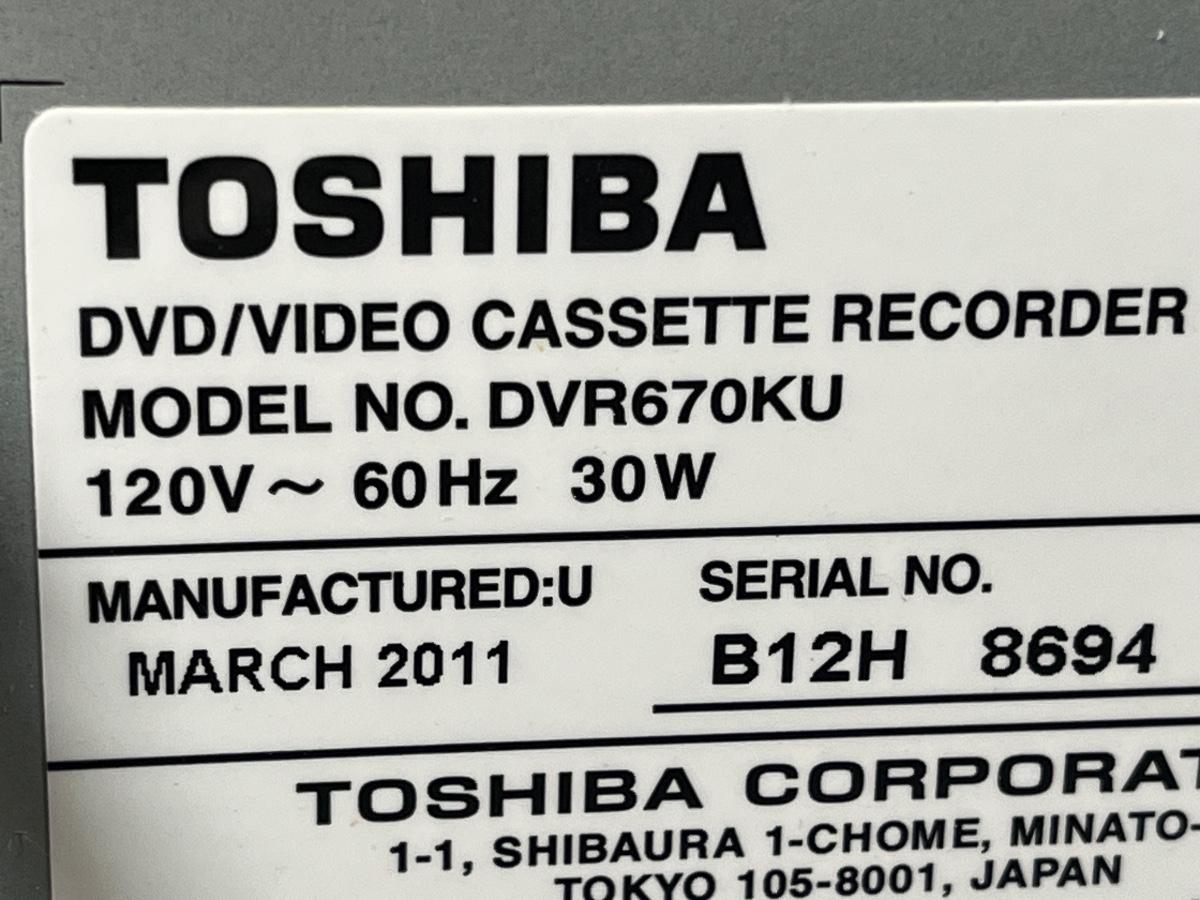 TOSHIBA
DVD/VIDEO CASSETTE RECORDER
MODEL NO. DVR670KU
120V ~ 60Hz 30W
MANUFACTURED:U SERIAL NO.
MARCH 2011 B12H 8694
TOSHIBA CORPORAT
1-1, SHIBAURA 1-CHOME, MINATO-
TOKYO 105-8001, JAPAN